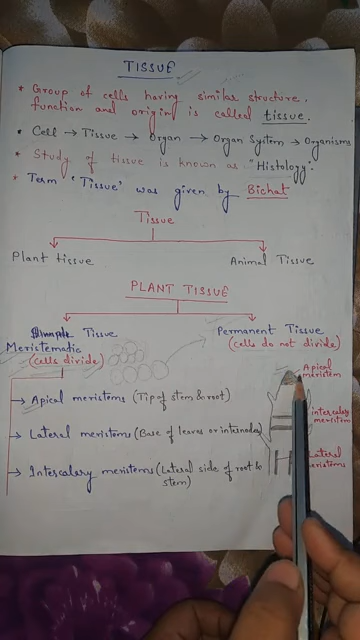 TISSUE
* Group of cells having similar structure,
function and origin is called tissue.
* Cell → Tissue → Organ → Organ System → Organisms
* Study of tissue is known as "Histology".
* Term 'Tissue' was given by Bichat
Tissue
Plant tissue
Animal Tissue
PLANT TISSUE
Tissue
Meristematic
(cells divide)
Permanent Tissue
(cells do not divide)
→ Apical meristems (Tip of stem & root)
→ Lateral meristems (Base of leaves or internodes)
→ Intercalary meristems (Lateral side of root &
stem)
Apical
meristem
intercalary
meristem
Lateral
meristems